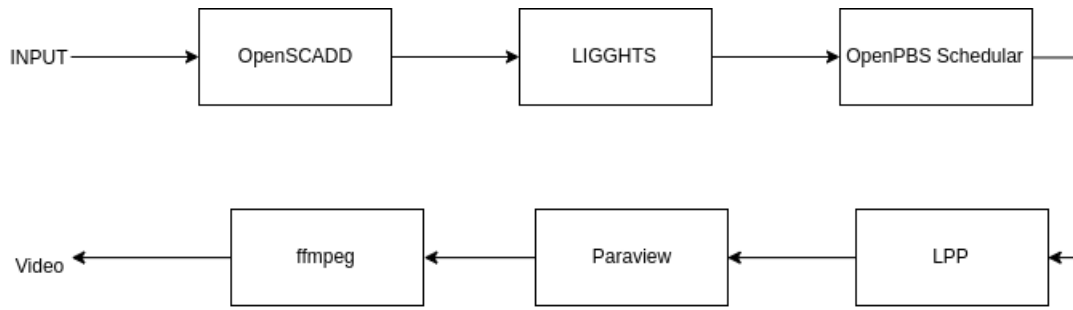 INPUT
OpenSCADD
LIGGHTS
OpenPBS Schedular
Video
ffmpeg
Paraview
LPP